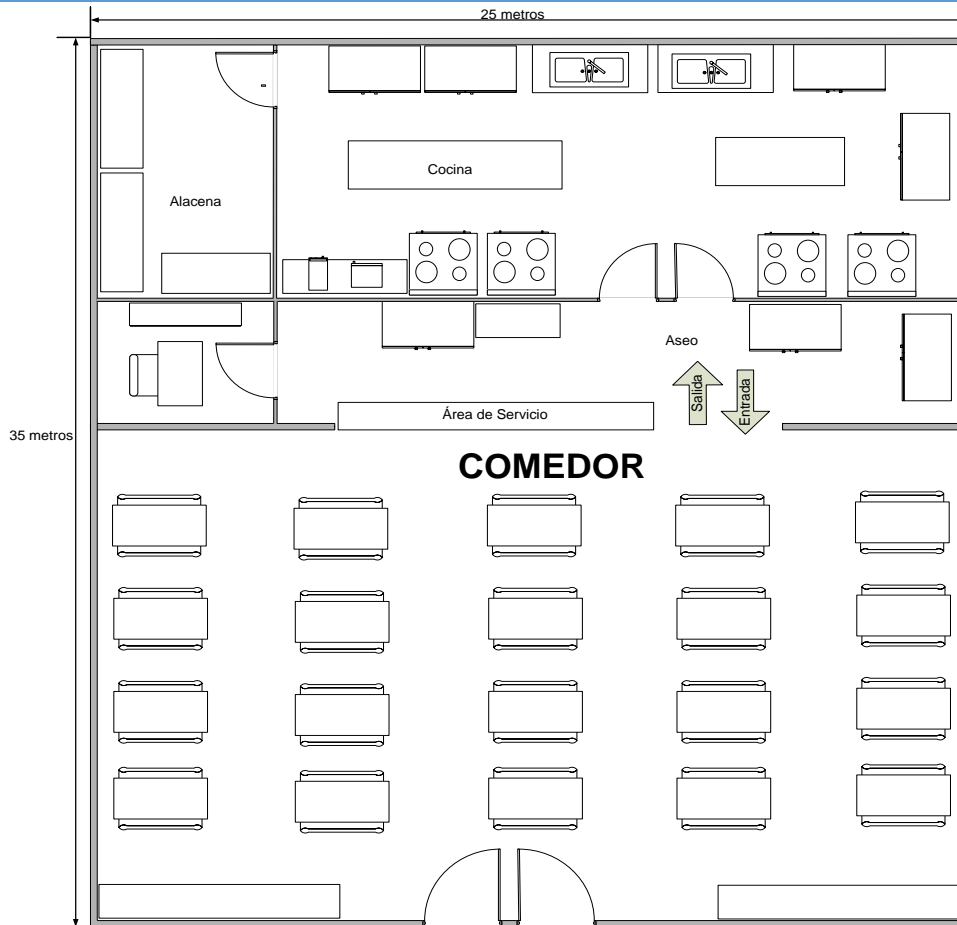 25 metros
Cocina
Alacena
Aseo
Salida
Entrada
Área de Servicio
35 metros
COMEDOR